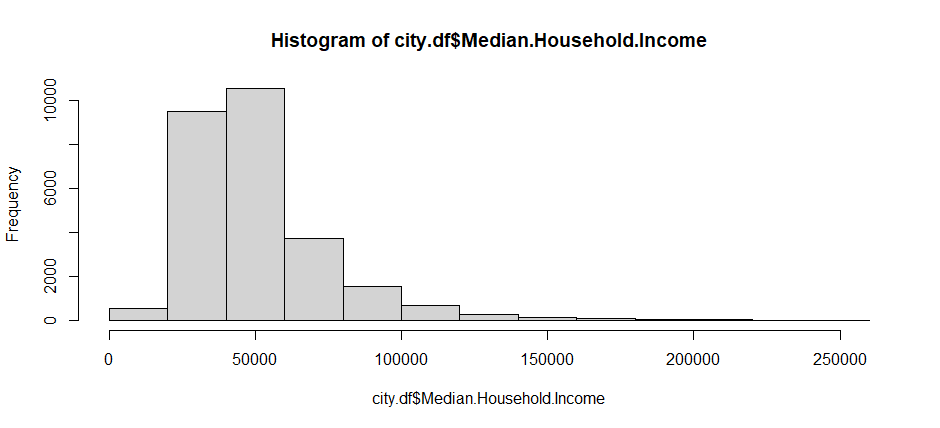 Histogram of city.df$Median.Household.Income
Frequency
10000
6000
2000
0
0 50000 100000 150000 200000 250000
city.df$Median.Household.Income